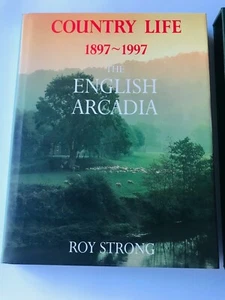 COUNTRY LIFE
1897~1997
THE
ENGLISH
ARCADIA
ROY STRONG